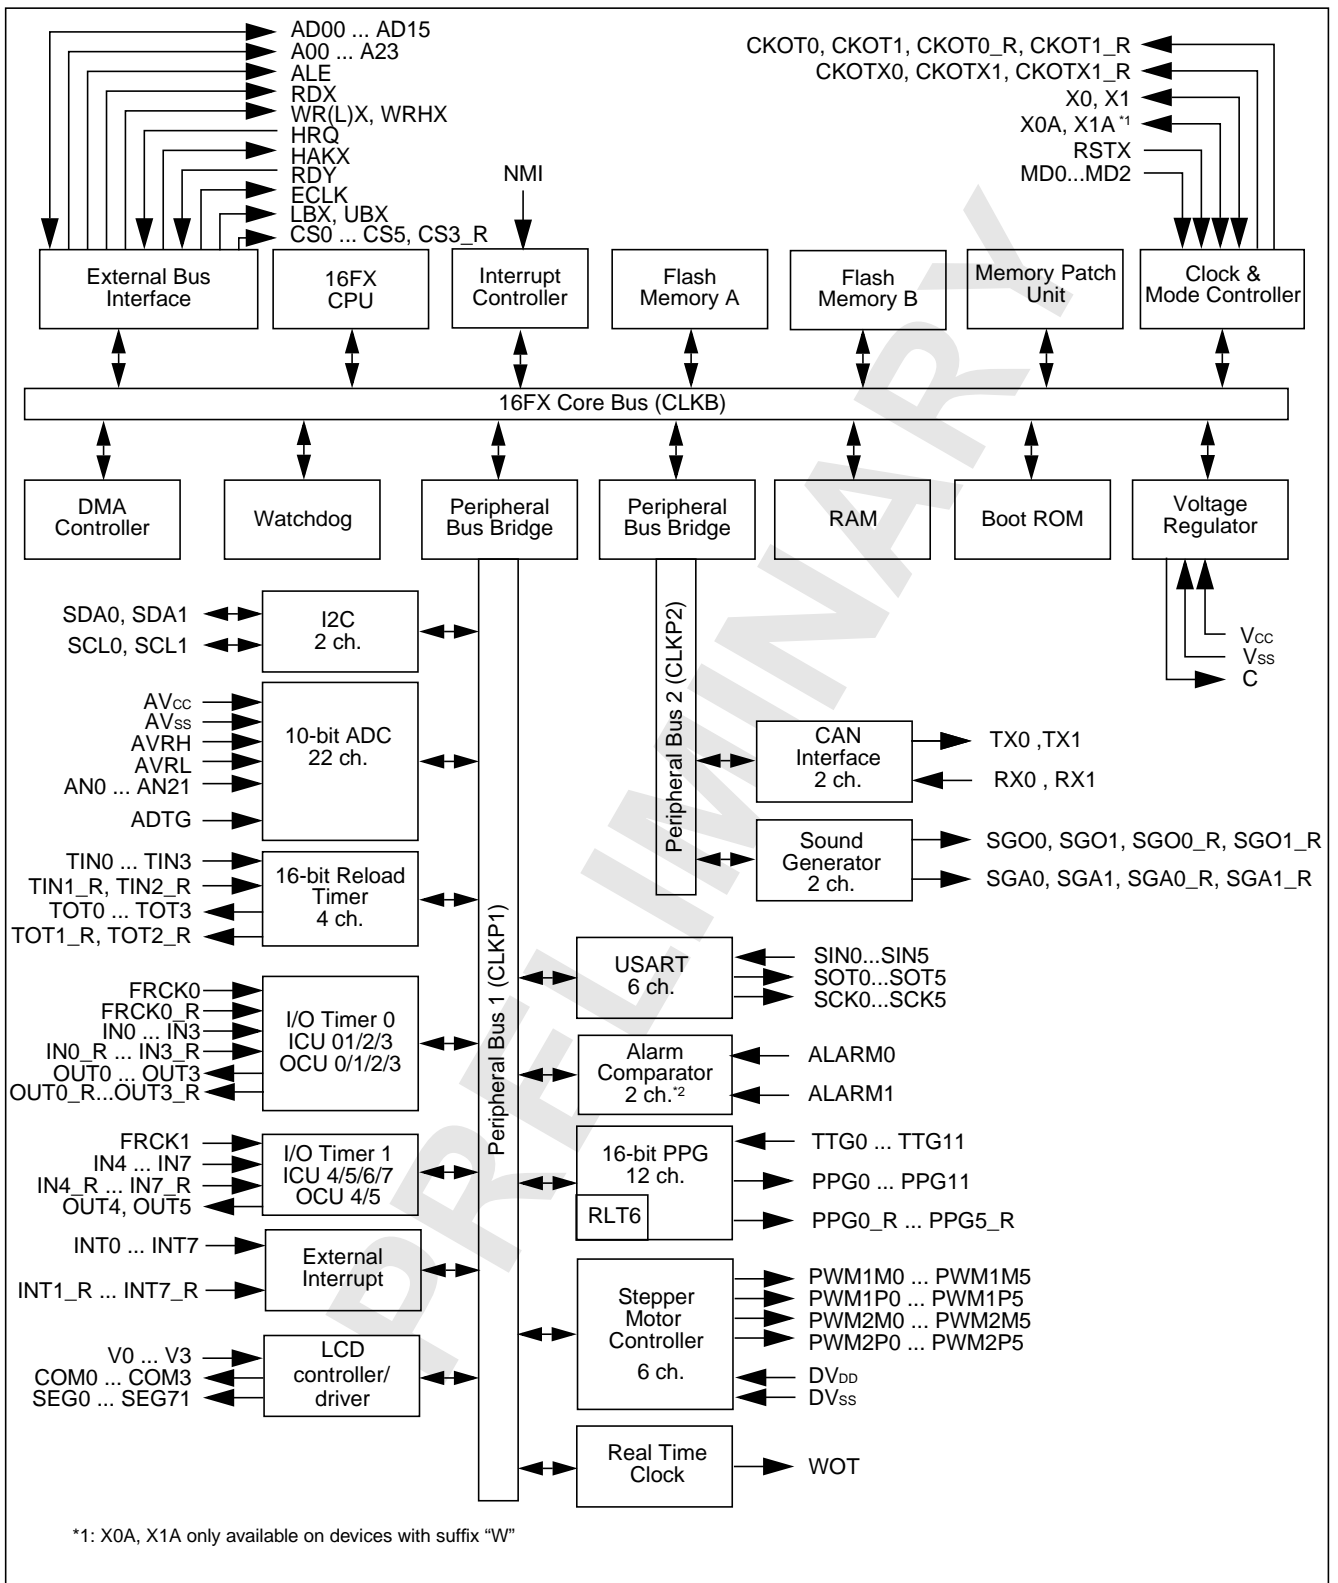 AD00 ... AD15
A00 ... A23
ALE
RDX
WR(L)X, WRHX
HRQ
HAKX
RDY
ECLK
LBX, UBX
CS0 ... CS5, CS3_R
NMI
CKOT0, CKOT1, CKOT0_R, CKOT1_R
CKOTX0, CKOTX1, CKOTX1_R
X0, X1
X0A, X1A *1
RSTX
MD0...MD2
External Bus
Interface
16FX
CPU
Interrupt
Controller
Flash
Memory A
Flash
Memory B
Memory Patch
Unit
Clock &
Mode Controller
16FX Core Bus (CLKB)
DMA
Controller
Watchdog
Peripheral
Bus Bridge
Peripheral
Bus Bridge
RAM
Boot ROM
Voltage
Regulator
VCC
VSS
C
Peripheral Bus 1 (CLKP1)
Peripheral Bus 2 (CLKP2)
SDA0, SDA1
SCL0, SCL1
I2C
2 ch.
AVCC
AVSS
AVRH
AVRL
AN0 ... AN21
ADTG
10-bit ADC
22 ch.
TIN0 ... TIN3
TIN1_R, TIN2_R
TOT0 ... TOT3
TOT1_R, TOT2_R
16-bit Reload
Timer
4 ch.
FRCK0
FRCK0_R
IN0 ... IN3
IN0_R ... IN3_R
OUT0 ... OUT3
OUT0_R...OUT3_R
I/O Timer 0
ICU 01/2/3
OCU 0/1/2/3
FRCK1
IN4 ... IN7
IN4_R ... IN7_R
OUT4, OUT5
I/O Timer 1
ICU 4/5/6/7
OCU 4/5
INT0 ... INT7
INT1_R ... INT7_R
External
Interrupt
V0 ... V3
COM0 ... COM3
SEG0 ... SEG71
LCD
controller/
driver
CAN
Interface
2 ch.
TX0 ,TX1
RX0 , RX1
Sound
Generator
2 ch.
SGO0, SGO1, SGO0_R, SGO1_R
SGA0, SGA1, SGA0_R, SGA1_R
USART
6 ch.
SIN0...SIN5
SOT0...SOT5
SCK0...SCK5
Alarm
Comparator
2 ch.*2
ALARM0
ALARM1
16-bit PPG
12 ch.
RLT6
TTG0 ... TTG11
PPG0 ... PPG11
PPG0_R ... PPG5_R
Stepper
Motor
Controller
6 ch.
PWM1M0 ... PWM1M5
PWM1P0 ... PWM1P5
PWM2M0 ... PWM2M5
PWM2P0 ... PWM2P5
DVDD
DVSS
Real Time
Clock
WOT
*1: X0A, X1A only available on devices with suffix “W”
PRELIMINARY